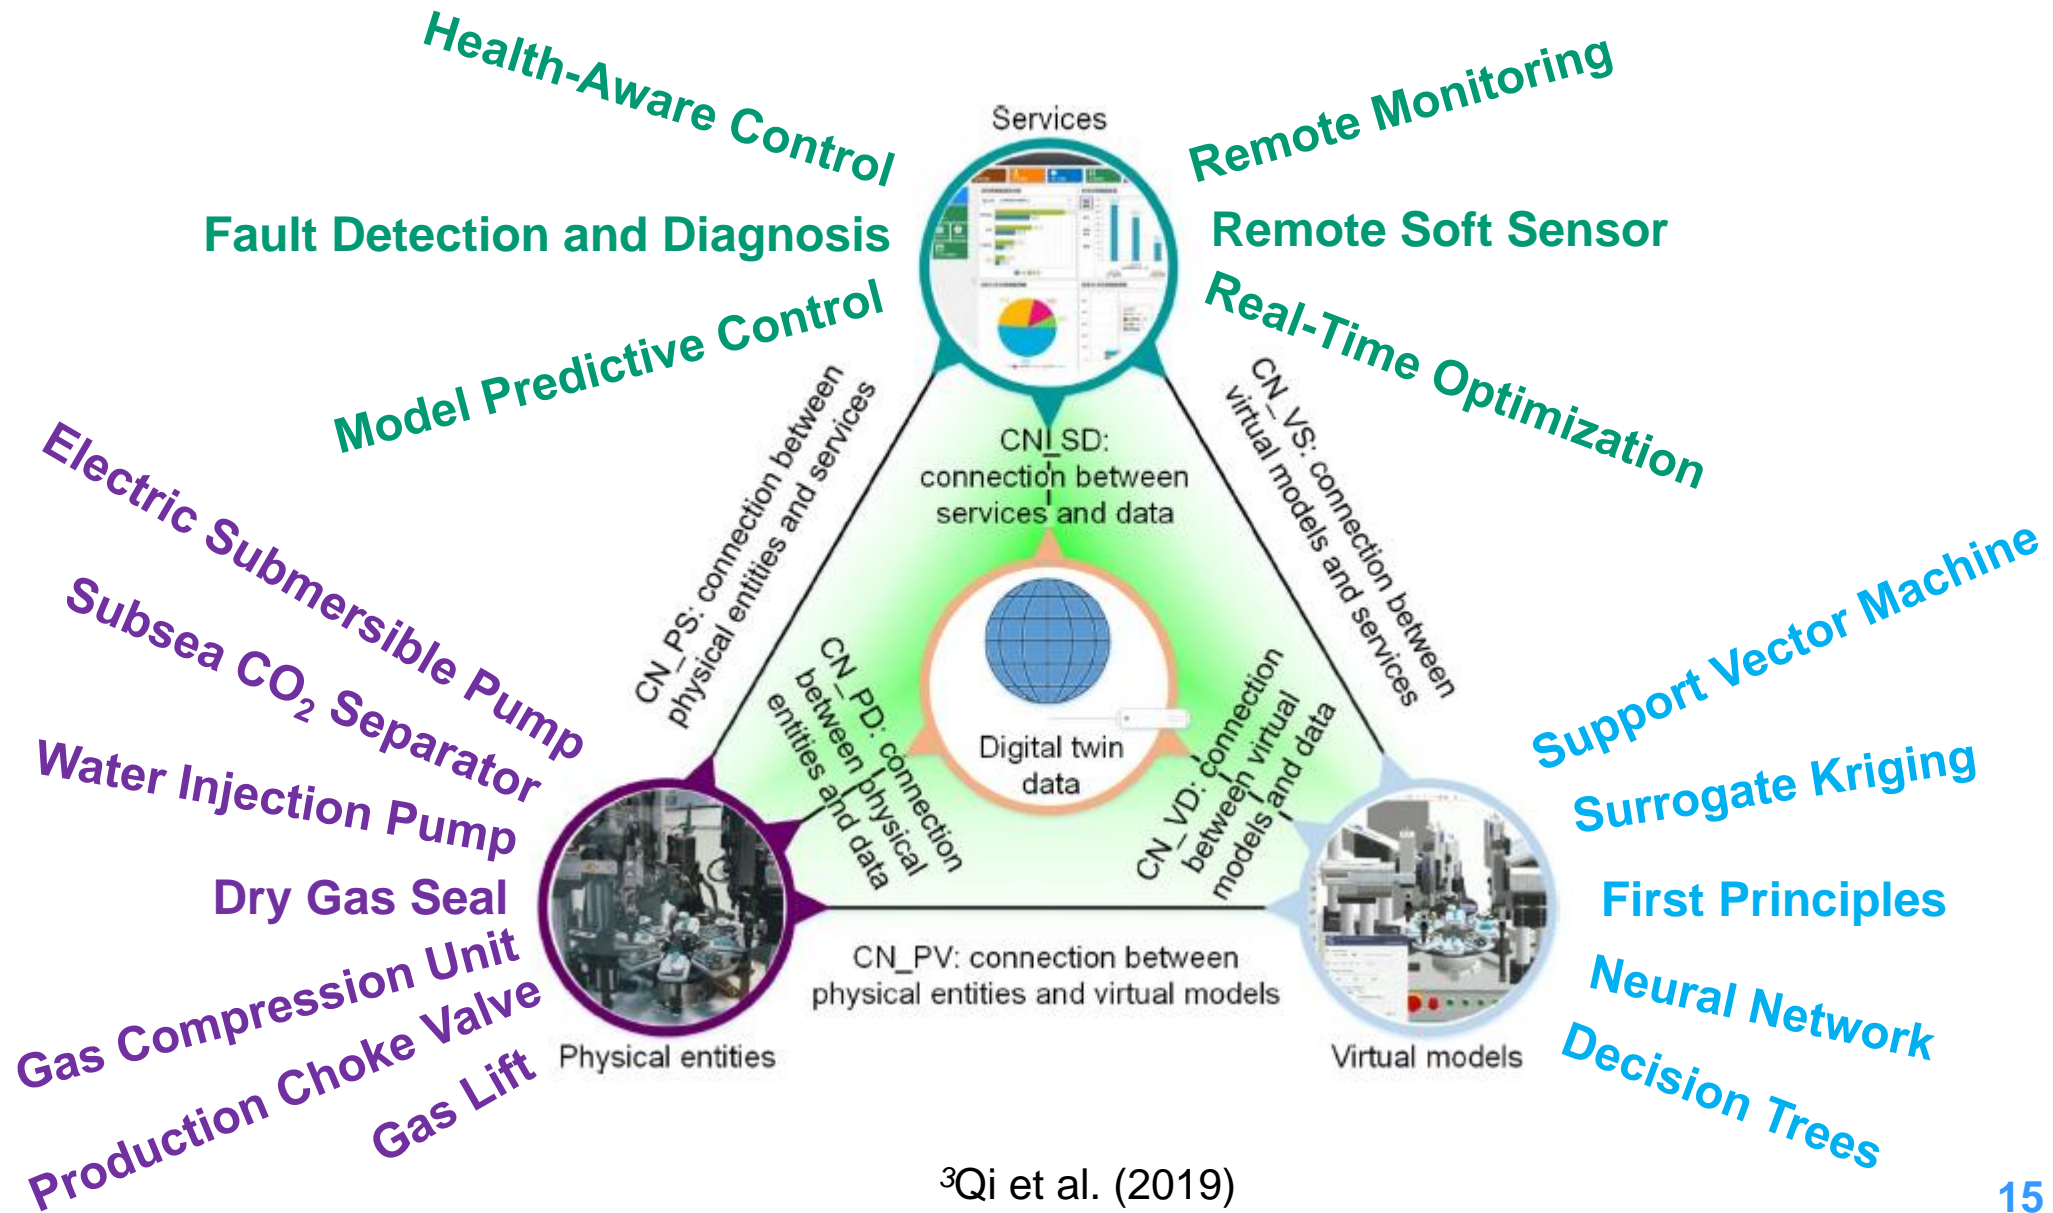 Health-Aware Control
Remote Monitoring
Services
Fault Detection and Diagnosis
Remote Soft Sensor
Model Predictive Control
Real-Time Optimization
CN_PS: connection between
physical entities and services
CN_SD:
connection between
services and data
CN_VS: connection between
virtual models and services
Electric Submersible Pump
Subsea CO₂ Separator
Water Injection Pump
Dry Gas Seal
Gas Compression Unit
Production Choke Valve
Gas Lift
CN_PD: connection
between physical
entities and data
Digital twin
data
CN_VD: connection
between virtual
models and data
Support Vector Machine
Surrogate Kriging
First Principles
Neural Network
Decision Trees
CN_PV: connection between
physical entities and virtual models
Physical entities
Virtual models
³Qi et al. (2019)
15